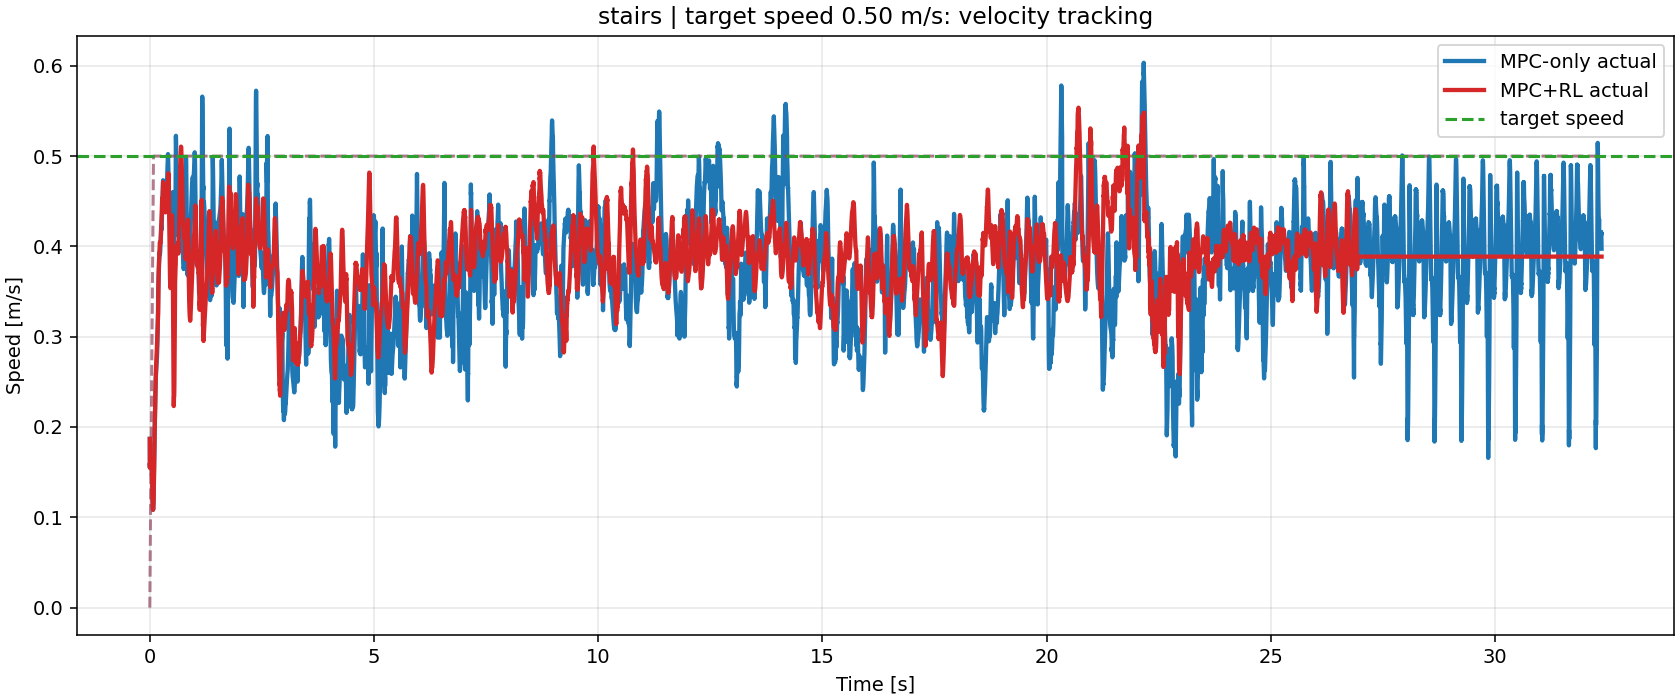 stairs | target speed 0.50 m/s: velocity tracking
MPC-only actual
MPC+RL actual
target speed
Speed [m/s]
0.6
0.5
0.4
0.3
0.2
0.1
0.0
0 5 10 15 20 25 30
Time [s]